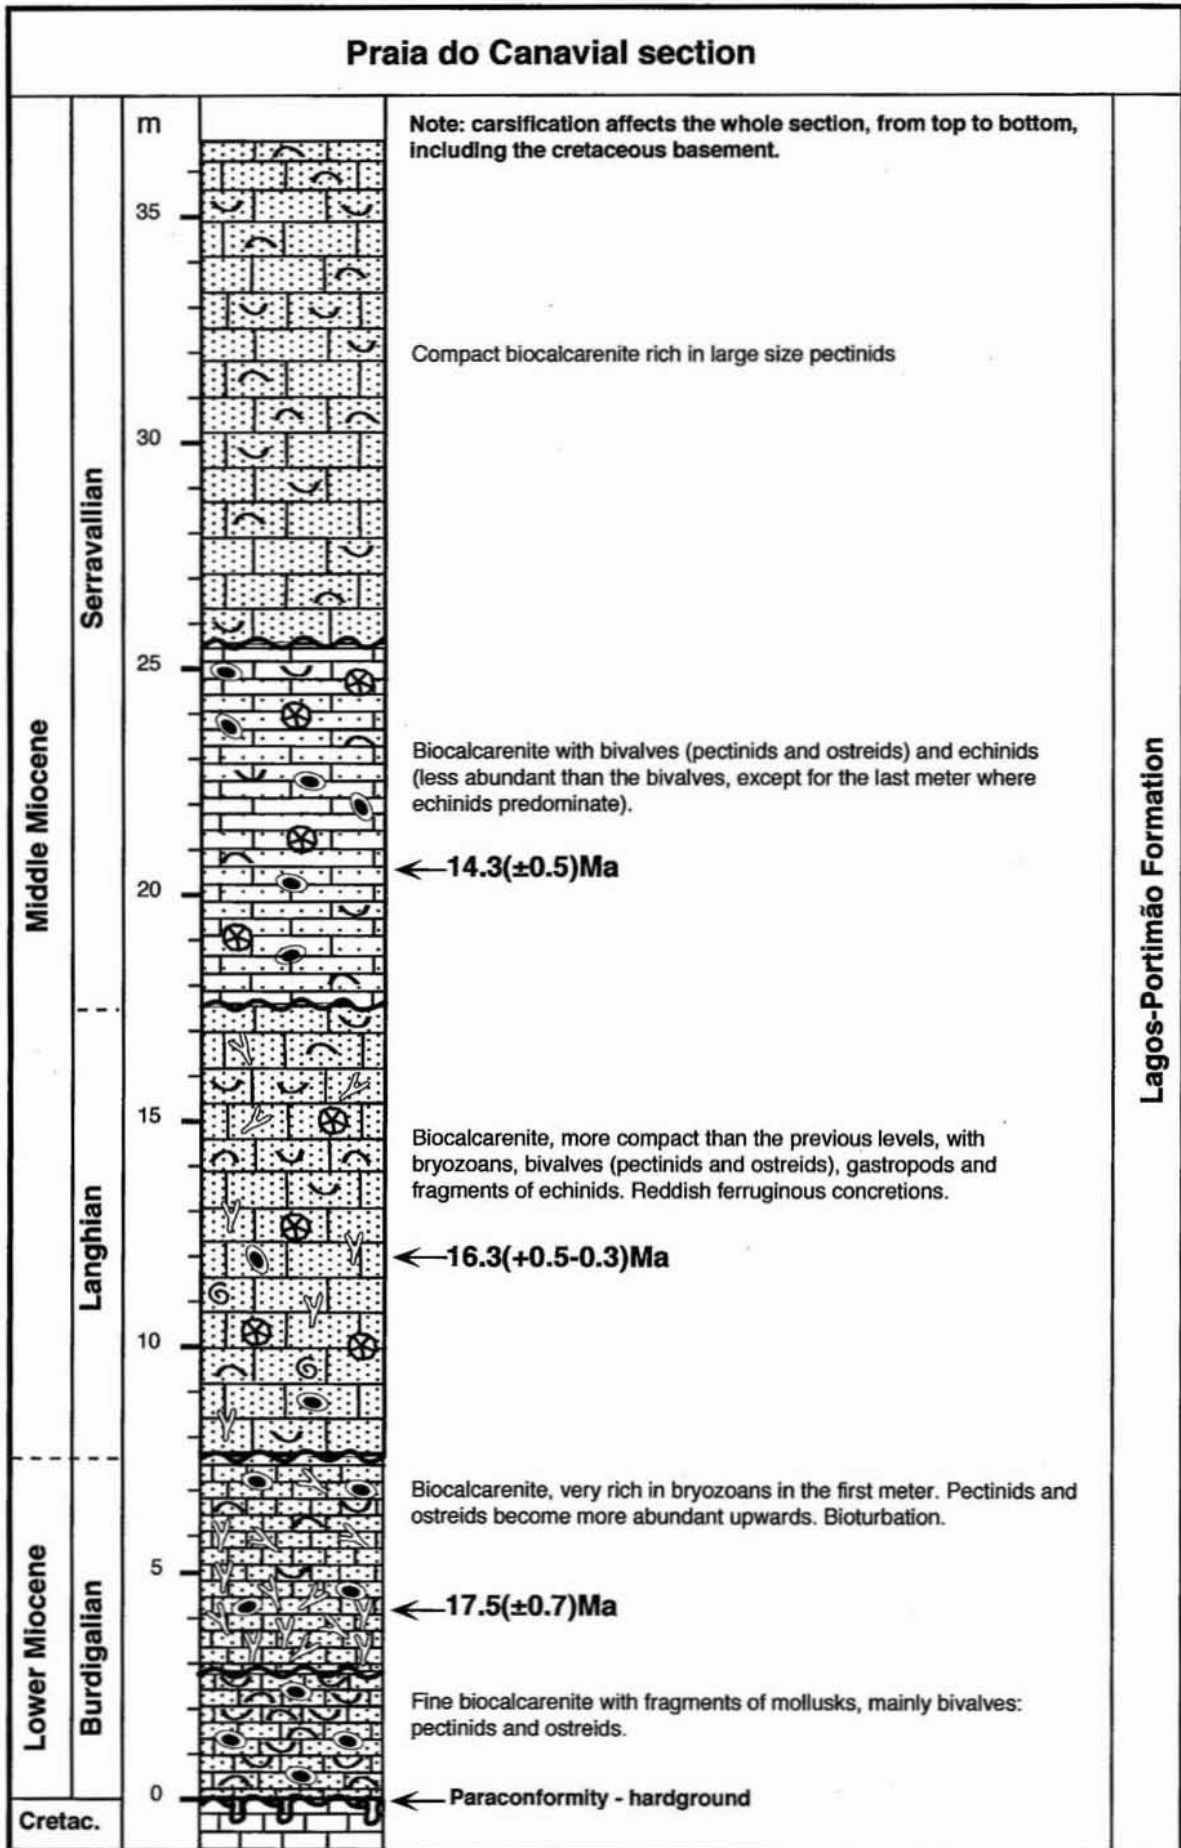 Praia do Canavial section
m
Note: carsification affects the whole section, from top to bottom,
including the cretaceous basement.
35
Compact biocalcarenite rich in large size pectinids
30
Serravallian
25
Middle Miocene
Biocalcarenite with bivalves (pectinids and ostreids) and echinids
(less abundant than the bivalves, except for the last meter where
echinids predominate).
14.3(±0.5)Ma
20
Lagos-Portimão Formation
15
Biocalcarenite, more compact than the previous levels, with
bryozoans, bivalves (pectinids and ostreids), gastropods and
fragments of echinids. Reddish ferruginous concretions.
Langhian
16.3(+0.5-0.3)Ma
10
Biocalcarenite, very rich in bryozoans in the first meter. Pectinids and
ostreids become more abundant upwards. Bioturbation.
5
17.5(±0.7)Ma
Lower Miocene
Burdigalian
Fine biocalcarenite with fragments of mollusks, mainly bivalves:
pectinids and ostreids.
0
Paraconformity - hardground
Cretac.